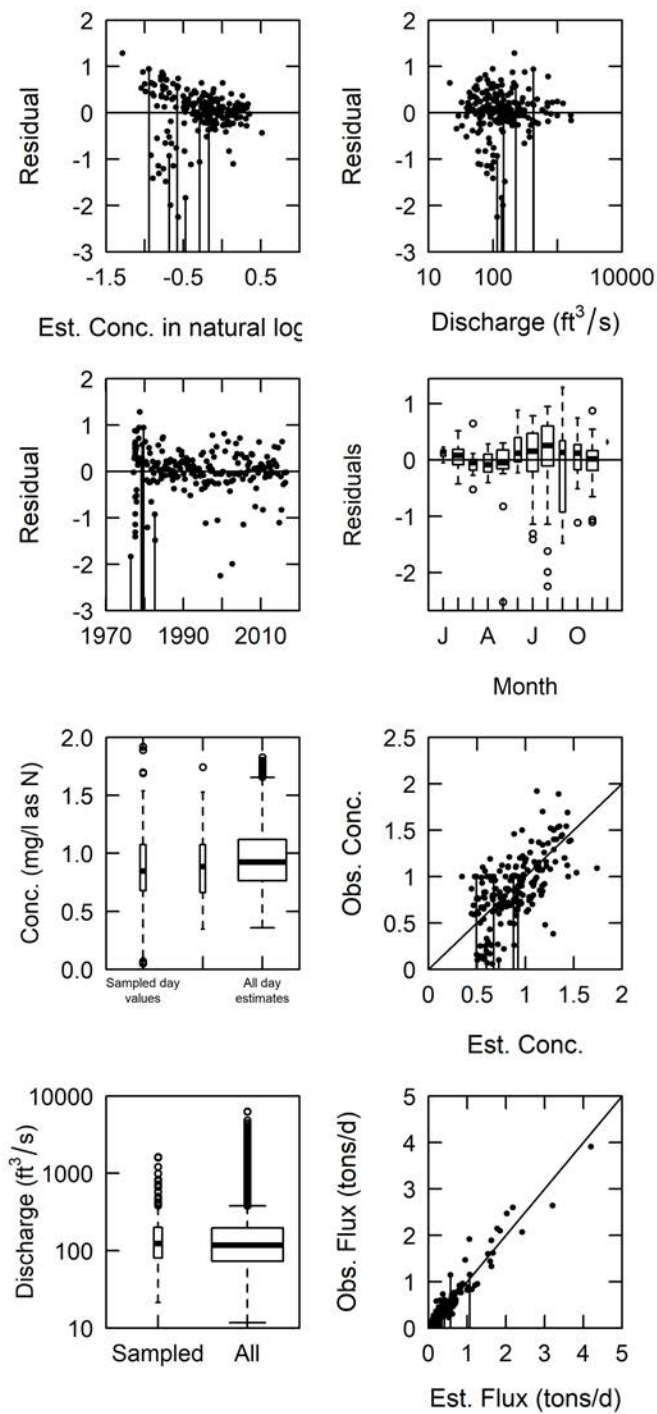 2
1
0
-1
-2
-3
Residual
-1.5
-0.5
0.5
Est. Conc. in natural log
2
1
0
-1
-2
-3
Residual
10
100
10000
Discharge (ft³/s)
2
1
0
-1
-2
-3
Residual
1970
1990
2010
1
0
-1
-2
Residuals
J
A
J
O
Month
2.0
1.5
1.0
0.5
0.0
Conc. (mg/l as N)
Sampled day
values
All day
estimates
2.5
2
1.5
1
0.5
0
Obs. Conc.
0
0.5
1
1.5
2
Est. Conc.
10000
1000
100
10
Discharge (ft³/s)
Sampled
All
5
4
3
2
1
0
Obs. Flux (tons/d)
0
1
2
3
4
5
Est. Flux (tons/d)